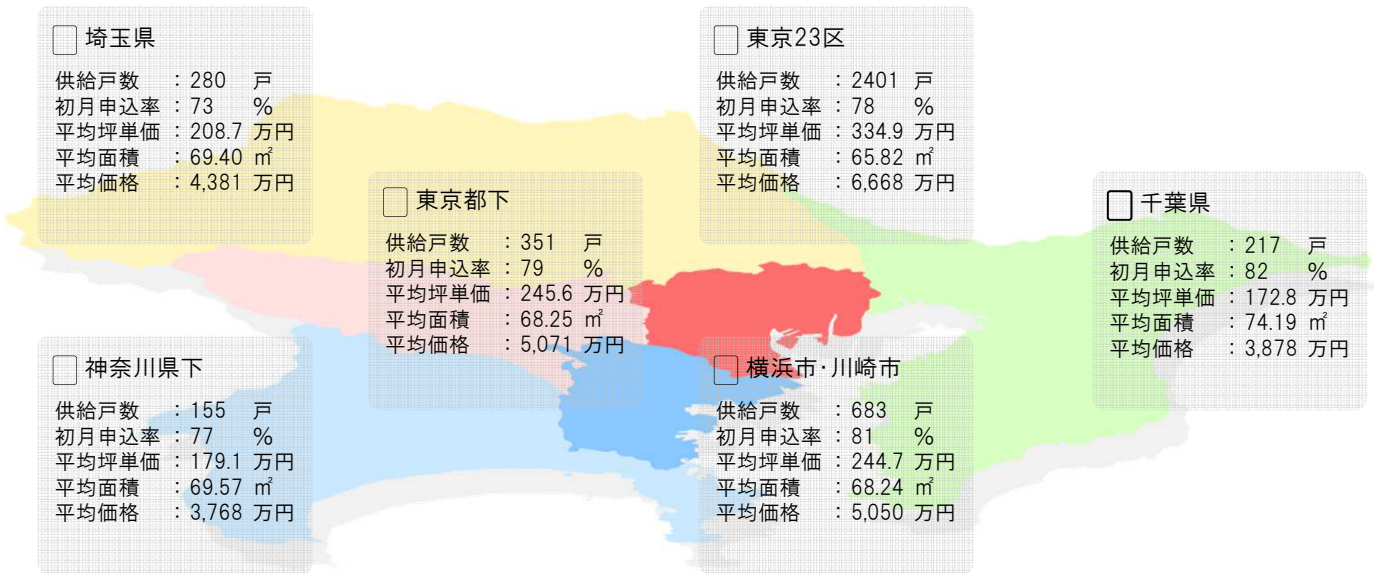 埼玉県
供給戸数 : 280 戸
初月申込率 : 73 %
平均坪単価 : 208.7 万円
平均面積 : 69.40 ㎡
平均価格 : 4,381 万円
東京23区
供給戸数 : 2401 戸
初月申込率 : 78 %
平均坪単価 : 334.9 万円
平均面積 : 65.82 ㎡
平均価格 : 6,668 万円
東京都下
供給戸数 : 351 戸
初月申込率 : 79 %
平均坪単価 : 245.6 万円
平均面積 : 68.25 ㎡
平均価格 : 5,071 万円
千葉県
供給戸数 : 217 戸
初月申込率 : 82 %
平均坪単価 : 172.8 万円
平均面積 : 74.19 ㎡
平均価格 : 3,878 万円
神奈川県下
供給戸数 : 155 戸
初月申込率 : 77 %
平均坪単価 : 179.1 万円
平均面積 : 69.57 ㎡
平均価格 : 3,768 万円
横浜市･川崎市
供給戸数 : 683 戸
初月申込率 : 81 %
平均坪単価 : 244.7 万円
平均面積 : 68.24 ㎡
平均価格 : 5,050 万円